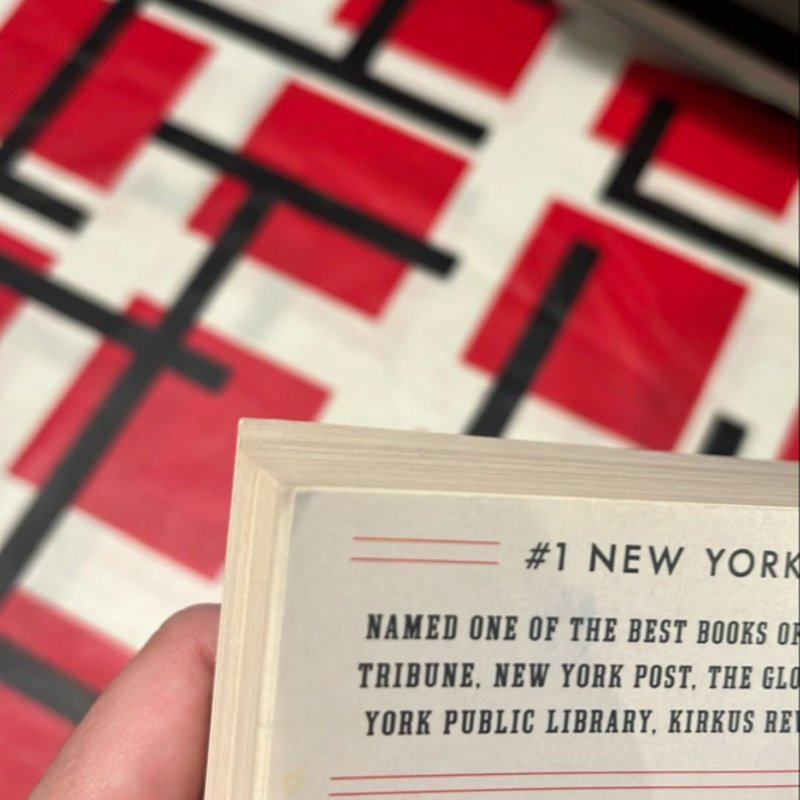 #1 NEW YORK
NAMED ONE OF THE BEST BOOKS OF
TRIBUNE, NEW YORK POST, THE GLO
YORK PUBLIC LIBRARY, KIRKUS REV